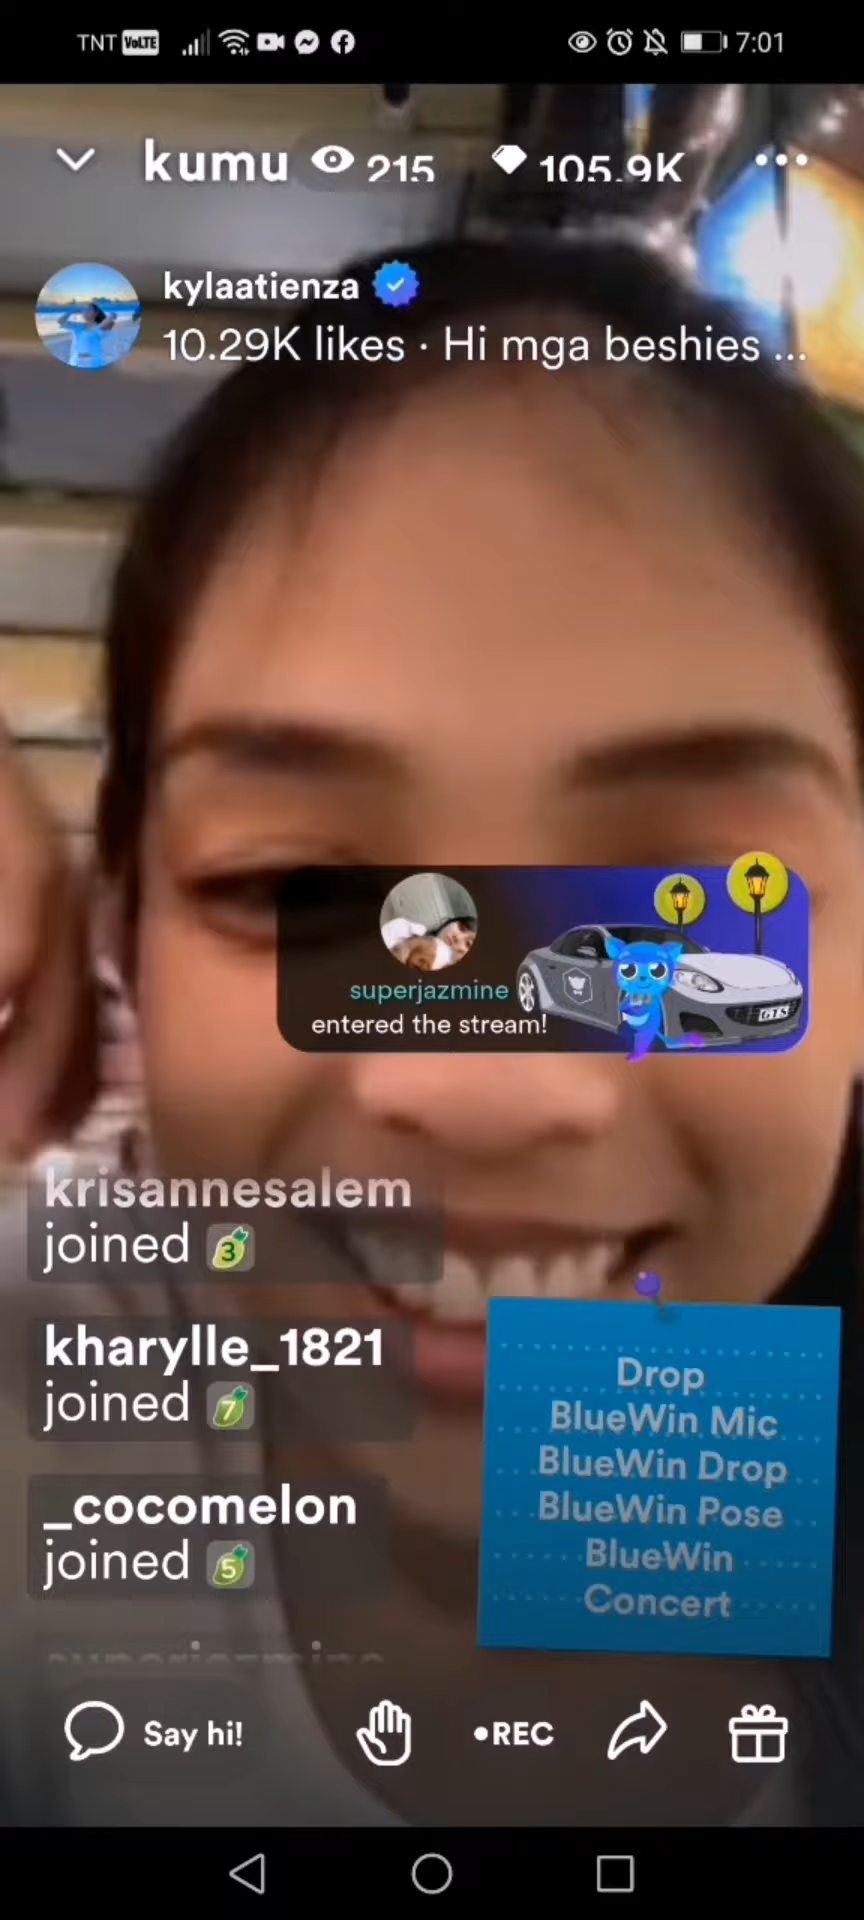 TNT VoLTE 7:01
kumu 215 105.9K
kylaatienza
10.29K likes · Hi mga beshies ...
superjazmine
entered the stream!
GTS
krisannesalem
joined 3
kharylle_1821
joined 7
_cocomelon
joined 5
superjazmine
Drop
BlueWin Mic
BlueWin Drop
BlueWin Pose
BlueWin
Concert
Say hi! •REC